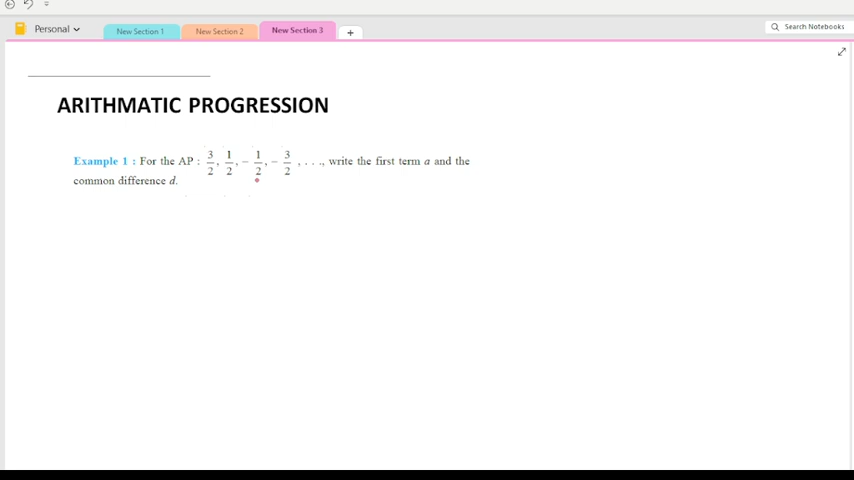 Personal
New Section 1
New Section 2
New Section 3
+
Search Notebooks
ARITHMATIC PROGRESSION
Example 1 : For the AP : 3/2, 1/2, – 1/2, – 3/2, . . ., write the first term a and the
common difference d.